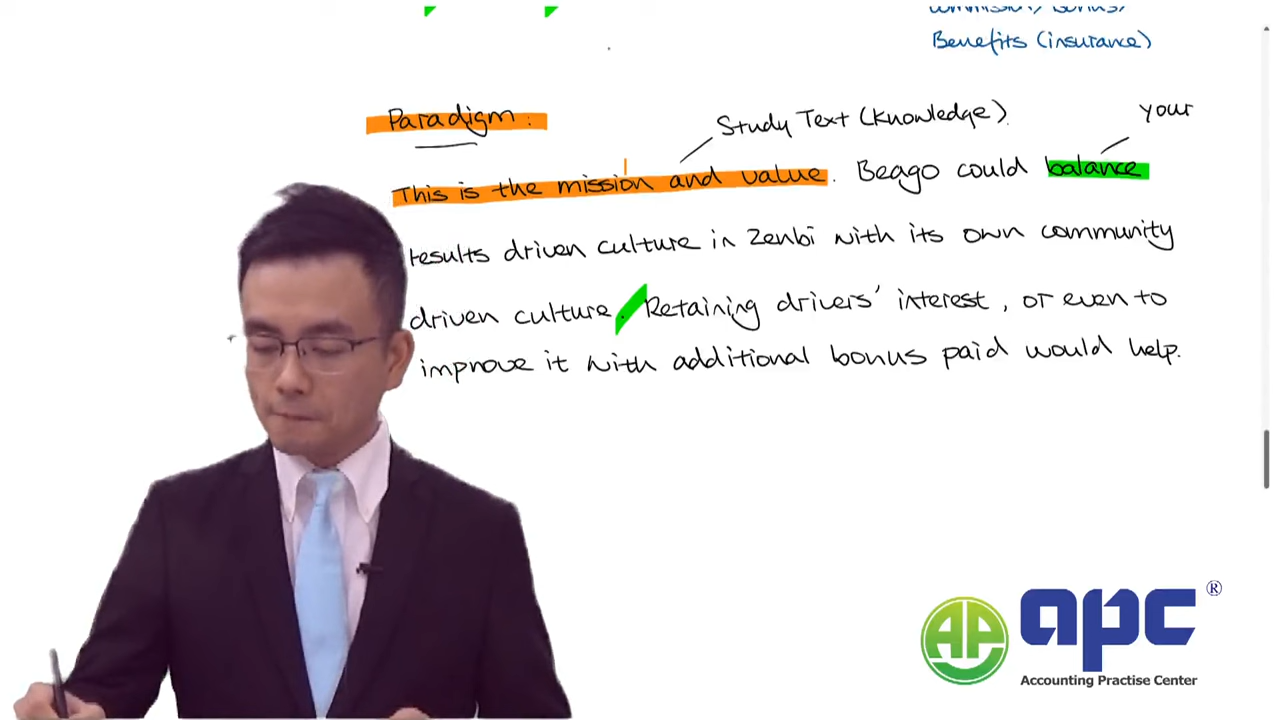 Benefits (insurance)
Paradigm :
Study Text (Knowledge).
your
This is the mission and value. Beago could balance
results driven culture in Zenbi with its own community
driven culture. Retaining drivers' interest, or even to
improve it with additional bonus paid would help.
AP
apc®
Accounting Practise Center